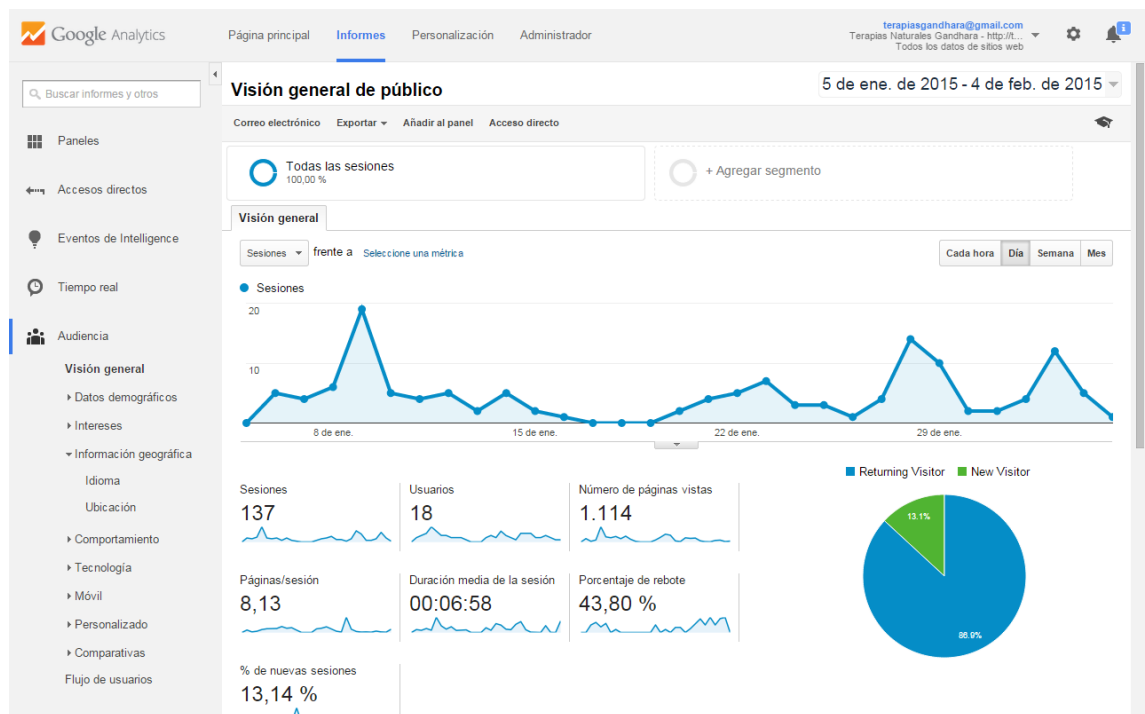 Google Analytics
Página principal
Informes
Personalización
Administrador
terapiasgandhara@gmail.com
Terapias Naturales Gandhara - http://t...
Todos los datos de sitios web
i
Buscar informes y otros
Paneles
Accesos directos
Eventos de Intelligence
Tiempo real
Audiencia
Visión general
Datos demográficos
Intereses
Información geográfica
Idioma
Ubicación
Comportamiento
Tecnología
Móvil
Personalizado
Comparativas
Flujo de usuarios
Visión general de público
5 de ene. de 2015 - 4 de feb. de 2015
Correo electrónico
Exportar
Añadir al panel
Acceso directo
Todas las sesiones
100,00 %
+ Agregar segmento
Visión general
Sesiones
frente a
Seleccione una métrica
Cada hora
Día
Semana
Mes
Sesiones
20
10
8 de ene.
15 de ene.
22 de ene.
29 de ene.
Returning Visitor
New Visitor
Sesiones
137
Usuarios
18
Número de páginas vistas
1.114
Páginas/sesión
8,13
Duración media de la sesión
00:06:58
Porcentaje de rebote
43,80 %
% de nuevas sesiones
13,14 %
13.1%
86.9%